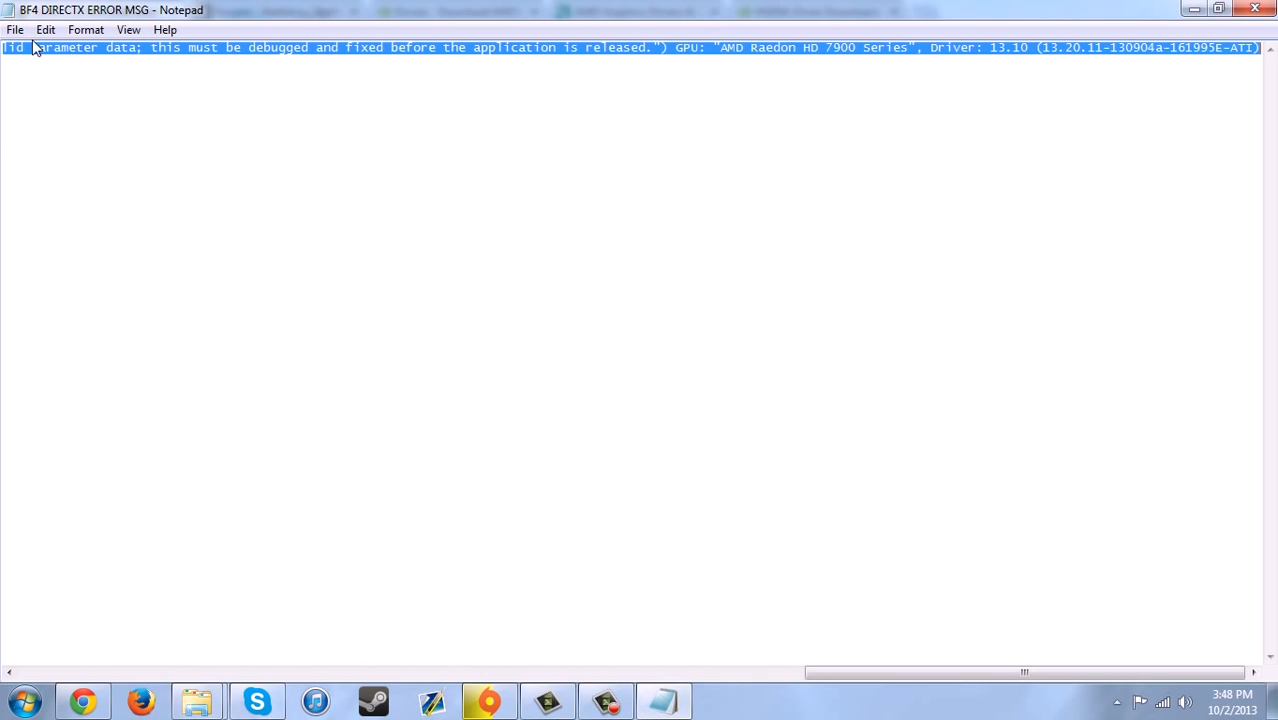 BF4 DIRECTX ERROR MSG - Notepad
File Edit Format View Help
lid parameter data; this must be debugged and fixed before the application is released.") GPU: "AMD Raedon HD 7900 Series", Driver: 13.10 (13.20.11-130904a-161995E-ATI)
3:48 PM
10/2/2013